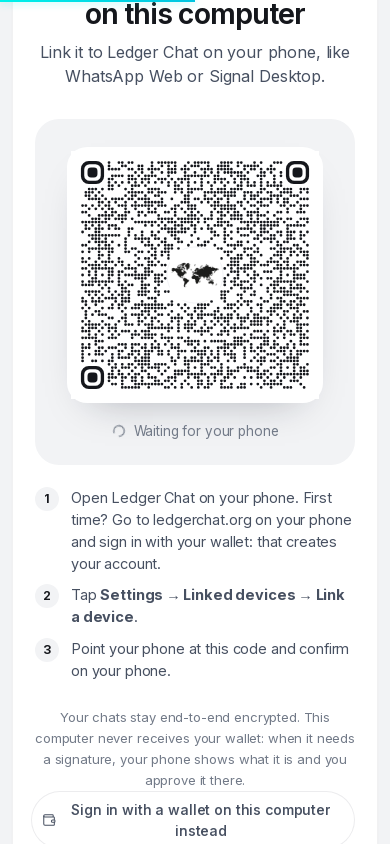 on this computer
Link it to Ledger Chat on your phone, like
WhatsApp Web or Signal Desktop.
Waiting for your phone
1 Open Ledger Chat on your phone. First
time? Go to ledgerchat.org on your phone
and sign in with your wallet: that creates
your account.
2 Tap Settings → Linked devices → Link
a device.
3 Point your phone at this code and confirm
on your phone.
Your chats stay end-to-end encrypted. This
computer never receives your wallet: when it needs
a signature, your phone shows what it is and you
approve it there.
Sign in with a wallet on this computer
instead